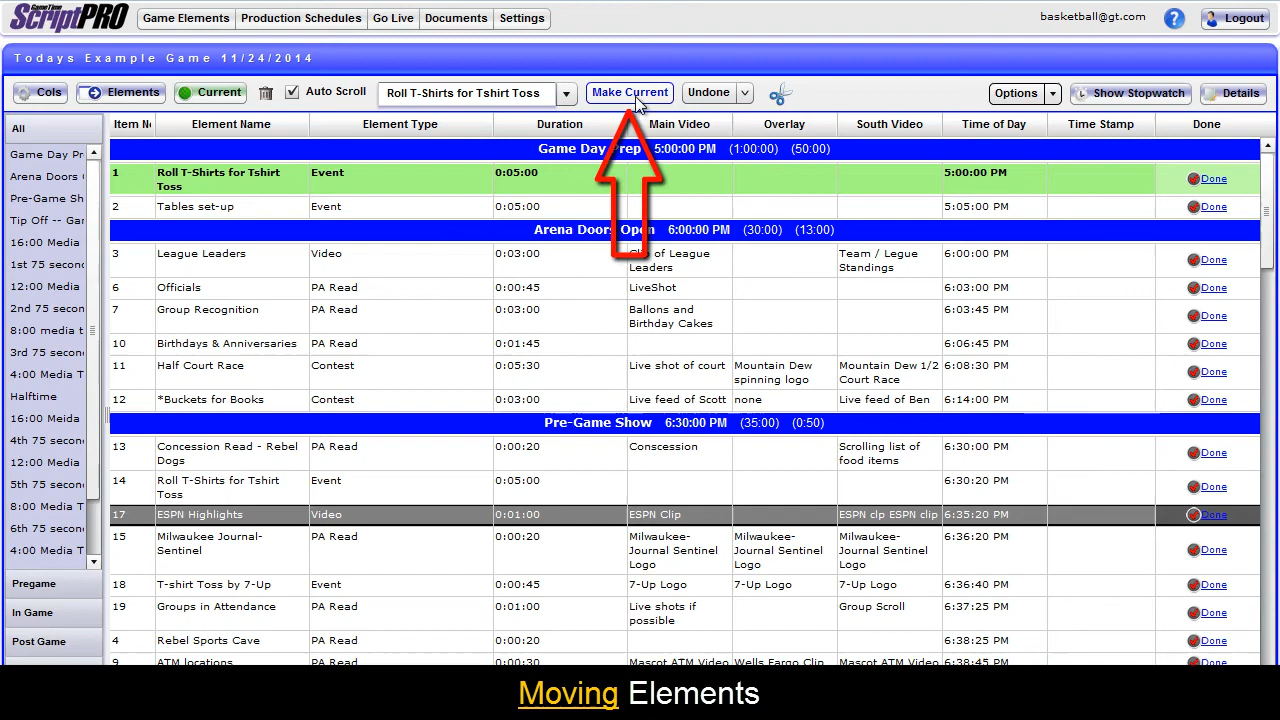 GameTime
ScriptPRO
Game Elements Production Schedules Go Live Documents Settings basketball@gt.com ? Logout
Todays Example Game 11/24/2014
Cols Elements Current Auto Scroll Roll T-Shirts for Tshirt Toss Make Current Undone Options Show Stopwatch Details
All
Game Day Pr
Arena Doors
Pre-Game Sh
Tip Off -- Gar
16:00 Media
1st 75 secon
12:00 Media
2nd 75 secon
8:00 media t
3rd 75 secon
4:00 Media T
Halftime
16:00 Meida
4th 75 secon
12:00 Media
5th 75 secon
8:00 Media T
6th 75 secon
4:00 Media T
Pregame
In Game
Post Game
Item N Element Name Element Type Duration Main Video Overlay South Video Time of Day Time Stamp Done
Game Day Prep 5:00:00 PM (1:00:00) (50:00)
1 Roll T-Shirts for Tshirt Toss Event 0:05:00 5:00:00 PM Done
2 Tables set-up Event 0:05:00 5:05:00 PM Done
Arena Doors Open 6:00:00 PM (30:00) (13:00)
3 League Leaders Video 0:03:00 of League Leaders Team / Legue Standings 6:00:00 PM Done
6 Officials PA Read 0:00:45 LiveShot 6:03:00 PM Done
7 Group Recognition PA Read 0:03:00 Ballons and Birthday Cakes 6:03:45 PM Done
10 Birthdays & Anniversaries PA Read 0:01:45 6:06:45 PM Done
11 Half Court Race Contest 0:05:30 Live shot of court Mountain Dew spinning logo Mountain Dew 1/2 Court Race 6:08:30 PM Done
12 *Buckets for Books Contest 0:03:00 Live feed of Scott none Live feed of Ben 6:14:00 PM Done
Pre-Game Show 6:30:00 PM (35:00) (0:50)
13 Concession Read - Rebel Dogs PA Read 0:00:20 Conscession Scrolling list of food items 6:30:00 PM Done
14 Roll T-Shirts for Tshirt Toss Event 0:05:00 6:30:20 PM Done
17 ESPN Highlights Video 0:01:00 ESPN Clip ESPN clp ESPN clip 6:35:20 PM Done
15 Milwaukee Journal-Sentinel PA Read 0:00:20 Milwaukee-Journal Sentinel Logo Milwaukee-Journal Sentinel Logo Milwaukee-Journal Sentinel Logo 6:36:20 PM Done
18 T-shirt Toss by 7-Up Event 0:00:45 7-Up Logo 7-Up Logo 7-Up Logo 6:36:40 PM Done
19 Groups in Attendance PA Read 0:01:00 Live shots if possible Group Scroll 6:37:25 PM Done
4 Rebel Sports Cave PA Read 0:00:20 6:38:25 PM Done
9 ATM locations PA Read 0:00:30 Mascot ATM Video Wells Fargo Clip ATM Video 6:38:45 PM Done
Moving Elements